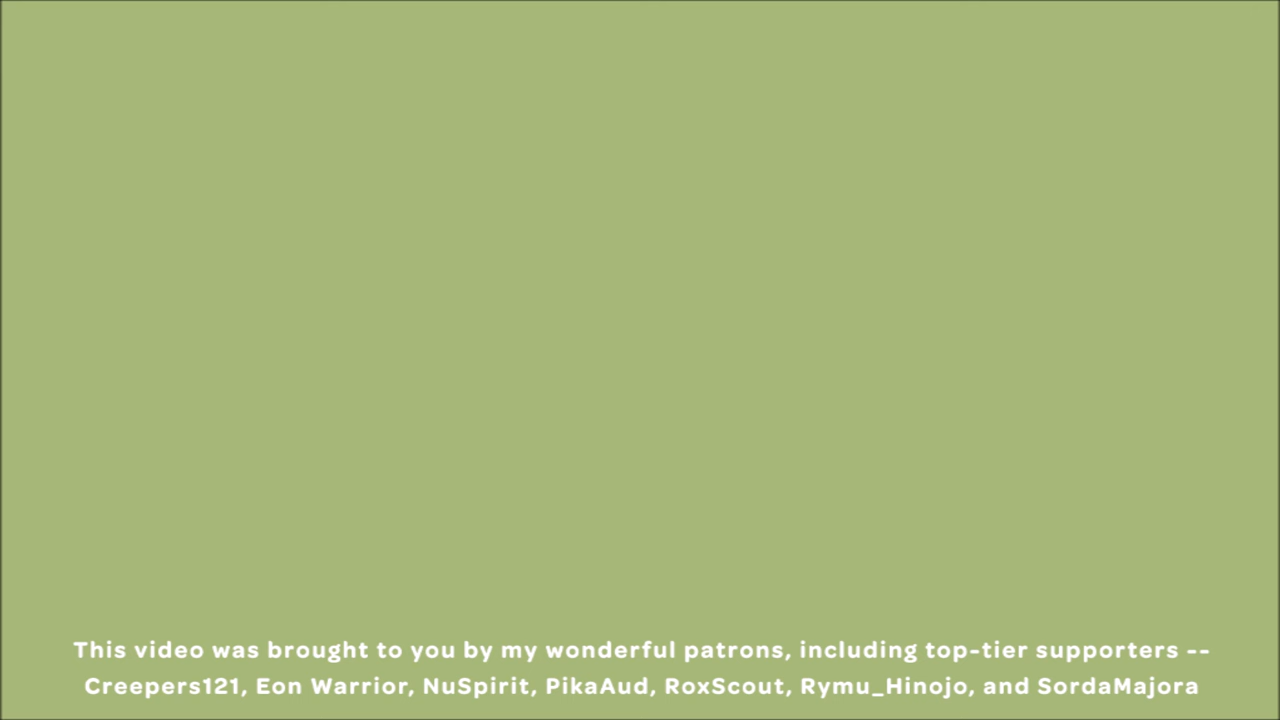 This video was brought to you by my wonderful patrons, including top-tier supporters --
Creepers121, Eon Warrior, NuSpirit, PikaAud, RoxScout, Rymu_Hinojo, and SordaMajora